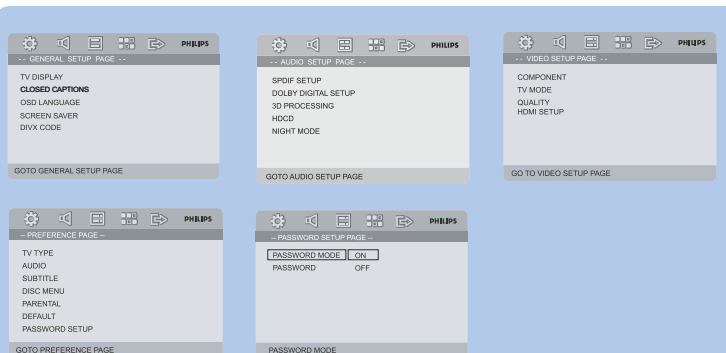 PHILIPS
-- GENERAL SETUP PAGE --
TV DISPLAY
CLOSED CAPTIONS
OSD LANGUAGE
SCREEN SAVER
DIVX CODE
GOTO GENERAL SETUP PAGE
PHILIPS
-- AUDIO SETUP PAGE --
SPDIF SETUP
DOLBY DIGITAL SETUP
3D PROCESSING
HDCD
NIGHT MODE
GOTO AUDIO SETUP PAGE
PHILIPS
-- VIDEO SETUP PAGE --
COMPONENT
TV MODE
QUALITY
HDMI SETUP
GO TO VIDEO SETUP PAGE
PHILIPS
-- PREFERENCE PAGE --
TV TYPE
AUDIO
SUBTITLE
DISC MENU
PARENTAL
DEFAULT
PASSWORD SETUP
GOTO PREFERENCE PAGE
PHILIPS
-- PASSWORD SETUP PAGE --
PASSWORD MODE ON
PASSWORD OFF
PASSWORD MODE